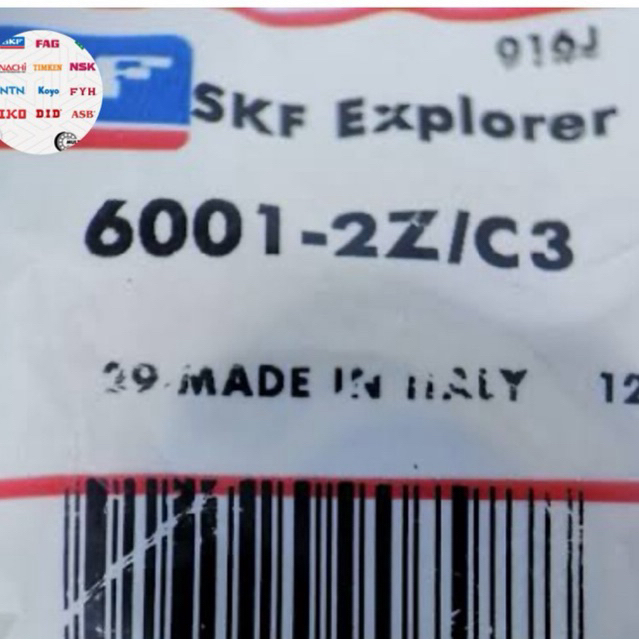 SKF FAG
NACHI TIMKEN NSK
NTN Koyo FYH
IKO DID ASB
916J
SKF Explorer
6001-2Z/C3
29 MADE IN ITALY 12